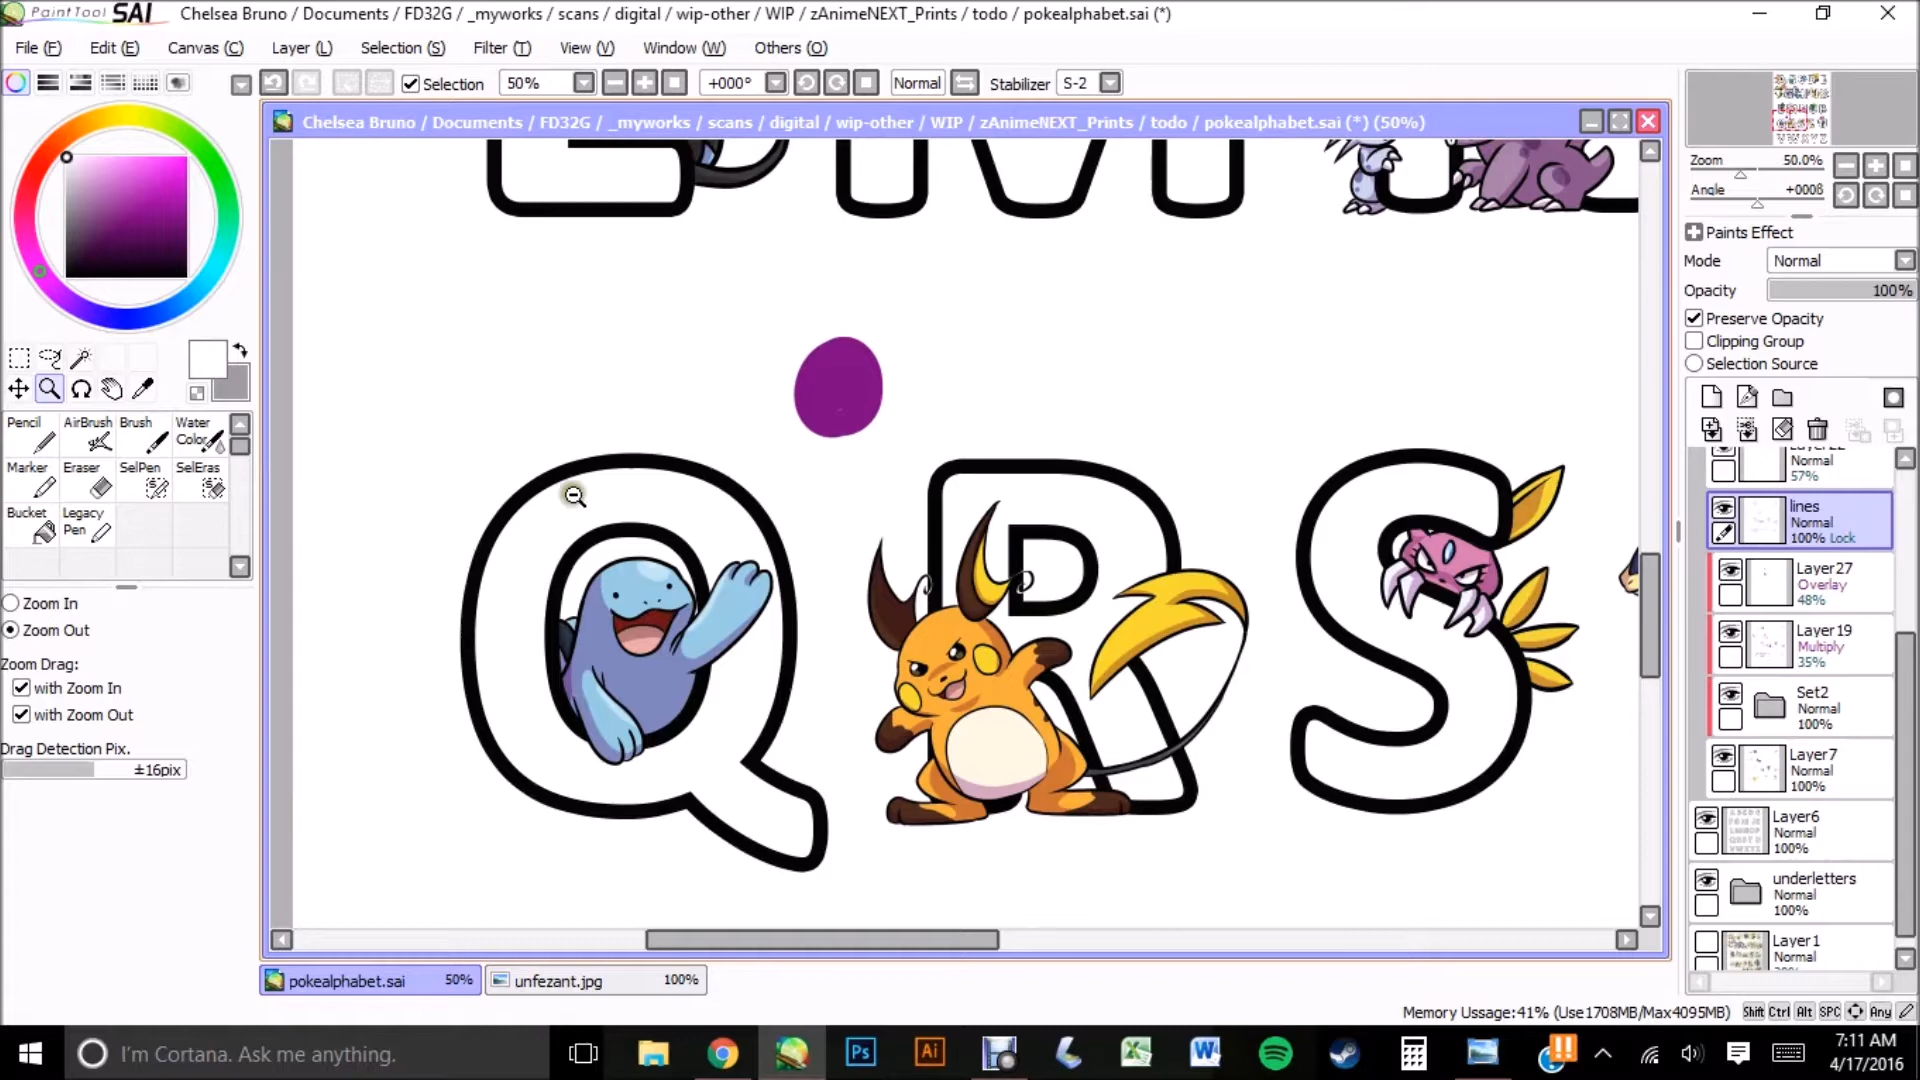 PaintTool SAI Chelsea Bruno / Documents / FD32G / _myworks / scans / digital / wip-other / WIP / zAnimeNEXT_Prints / todo / pokealphabet.sai (*)
File (F) Edit (E) Canvas (C) Layer (L) Selection (S) Filter (T) View (V) Window (W) Others (O)
Selection 50% +000° Normal Stabilizer S-2
Chelsea Bruno / Documents / FD32G / _myworks / scans / digital / wip-other / WIP / zAnimeNEXT_Prints / todo / pokealphabet.sai (*) (50%)
Zoom 50.0%
Angle +000ß
Paints Effect
Mode Normal
Opacity 100%
Preserve Opacity
Clipping Group
Selection Source
Pencil AirBrush Brush Water Color
Marker Eraser SelPen SelEras
Bucket Legacy Pen
Zoom In
Zoom Out
Zoom Drag:
with Zoom In
with Zoom Out
Drag Detection Pix.
±16pix
M
Q R S
Normal
57%
lines
Normal
100% Lock
Layer27
Overlay
48%
Layer19
Multiply
35%
Set2
Normal
100%
Layer7
Normal
100%
Layer6
Normal
100%
underletters
Normal
100%
Layer1
Normal
pokealphabet.sai 50% unfezant.jpg 100%
Memory Ussage:41% (Use1708MB/Max4095MB) Shift Ctrl Alt SPC Any
I'm Cortana. Ask me anything. Ps Ai
7:11 AM
4/17/2016